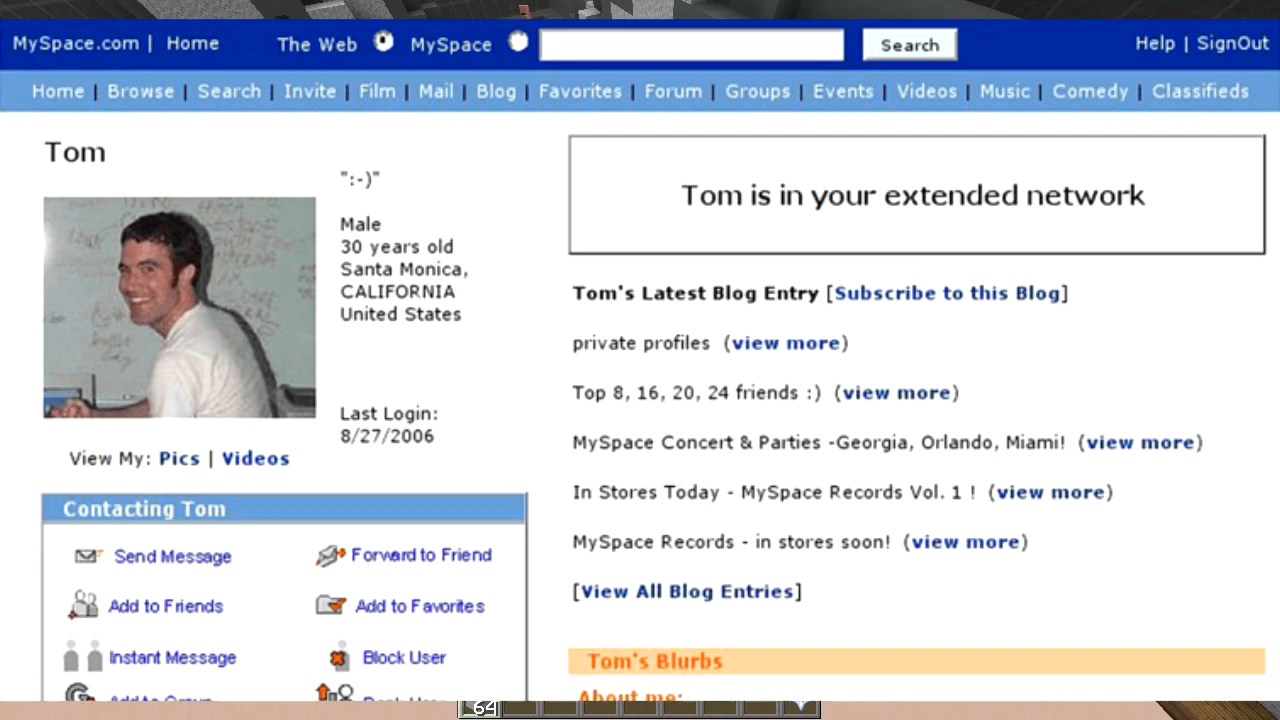 MySpace.com | Home The Web MySpace Search Help | SignOut
Home | Browse | Search | Invite | Film | Mail | Blog | Favorites | Forum | Groups | Events | Videos | Music | Comedy | Classifieds
Tom
":-)"
Male
30 years old
Santa Monica,
CALIFORNIA
United States
Last Login:
8/27/2006
View My: Pics | Videos
Contacting Tom
Send Message Forward to Friend
Add to Friends Add to Favorites
Instant Message Block User
Tom is in your extended network
Tom's Latest Blog Entry [Subscribe to this Blog]
private profiles (view more)
Top 8, 16, 20, 24 friends :) (view more)
MySpace Concert & Parties -Georgia, Orlando, Miami! (view more)
In Stores Today - MySpace Records Vol. 1 ! (view more)
MySpace Records - in stores soon! (view more)
[View All Blog Entries]
Tom's Blurbs
About me:
64